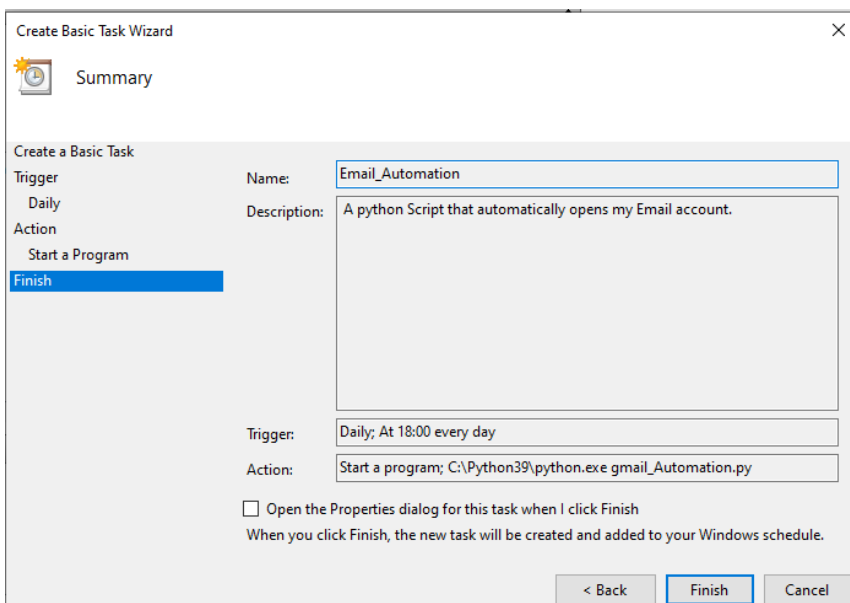 Create Basic Task Wizard
Summary
Create a Basic Task
Trigger
Daily
Action
Start a Program
Finish
Name:
Email_Automation
Description:
A python Script that automatically opens my Email account.
Trigger:
Daily; At 18:00 every day
Action:
Start a program; C:\Python39\python.exe gmail_Automation.py
Open the Properties dialog for this task when I click Finish
When you click Finish, the new task will be created and added to your Windows schedule.
< Back
Finish
Cancel